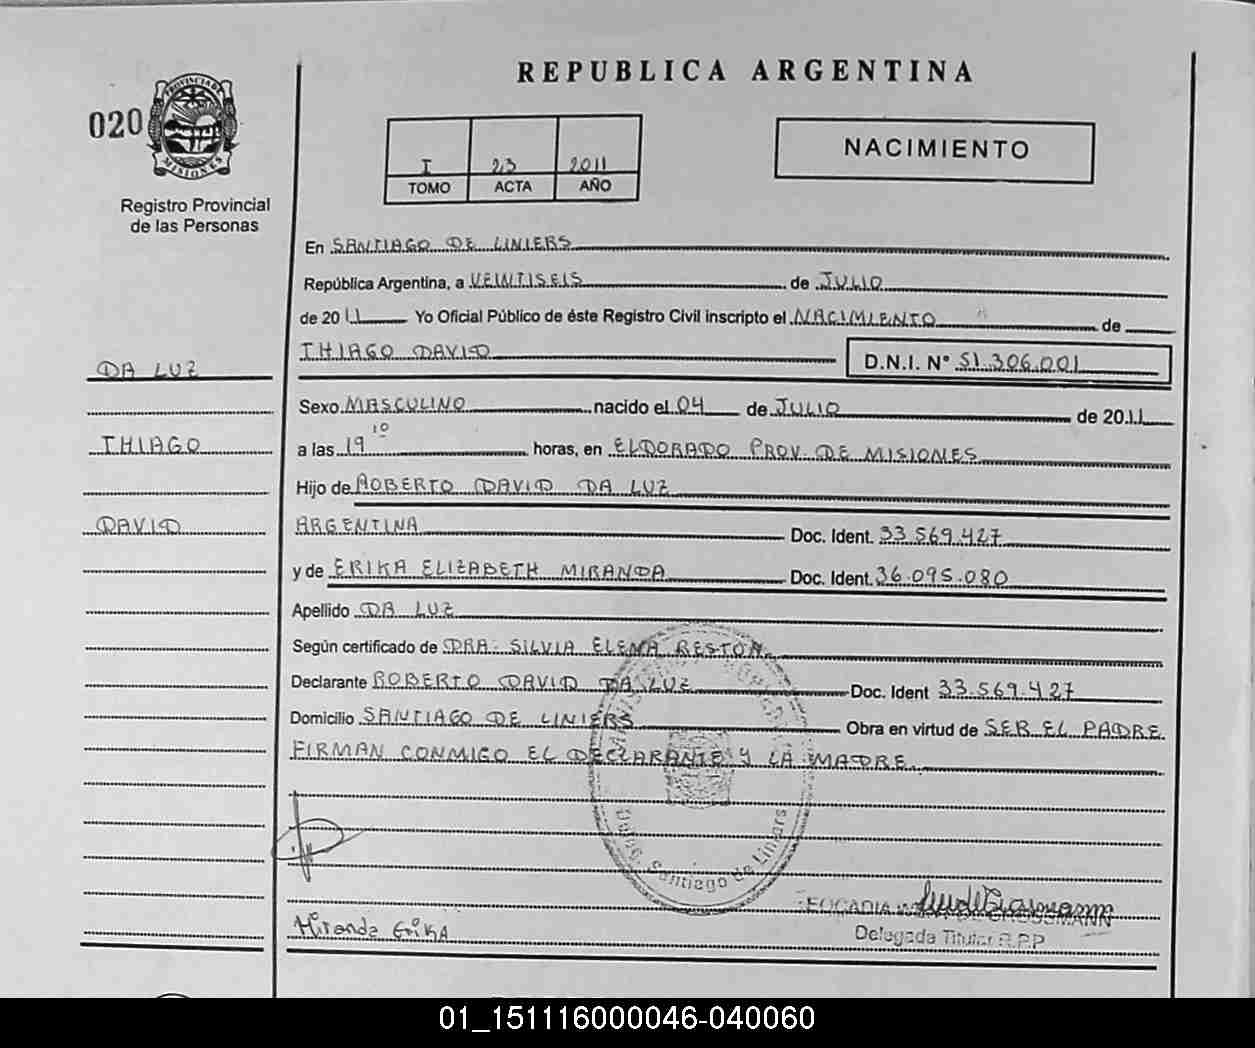 REPUBLICA ARGENTINA
020
PROVINCIA DE MISIONES
Registro Provincial
de las Personas
I 23 2011
TOMO ACTA AÑO
NACIMIENTO
En SANTIAGO DE LINIERS
República Argentina, a VEINTISEIS de JULIO
de 2011 Yo Oficial Público de éste Registro Civil inscripto el NACIMIENTO de
THIAGO DAVID D.N.I. N° 51.306.001
DA LUZ
THIAGO
DAVID
Sexo MASCULINO nacido el 04 de JULIO de 2011
a las 19 10 horas, en ELDORADO PROV. DE MISIONES
Hijo de ROBERTO DAVID DA LUZ
ARGENTINA Doc. Ident. 33.569.427
y de ERIKA ELIZABETH MIRANDA Doc. Ident. 36.095.080
Apellido DA LUZ
Según certificado de DRA. SILVIA ELENA RESTON
Declarante ROBERTO DAVID DA LUZ Doc. Ident 33.569.427
Domicilio SANTIAGO DE LINIERS Obra en virtud de SER EL PADRE
FIRMAN CONMIGO EL DECLARANTE Y LA MADRE.
Santiago de Liniers
Miranda Erika
GROSSMANN
Delegada Titular R.P.P
01_151116000046-040060